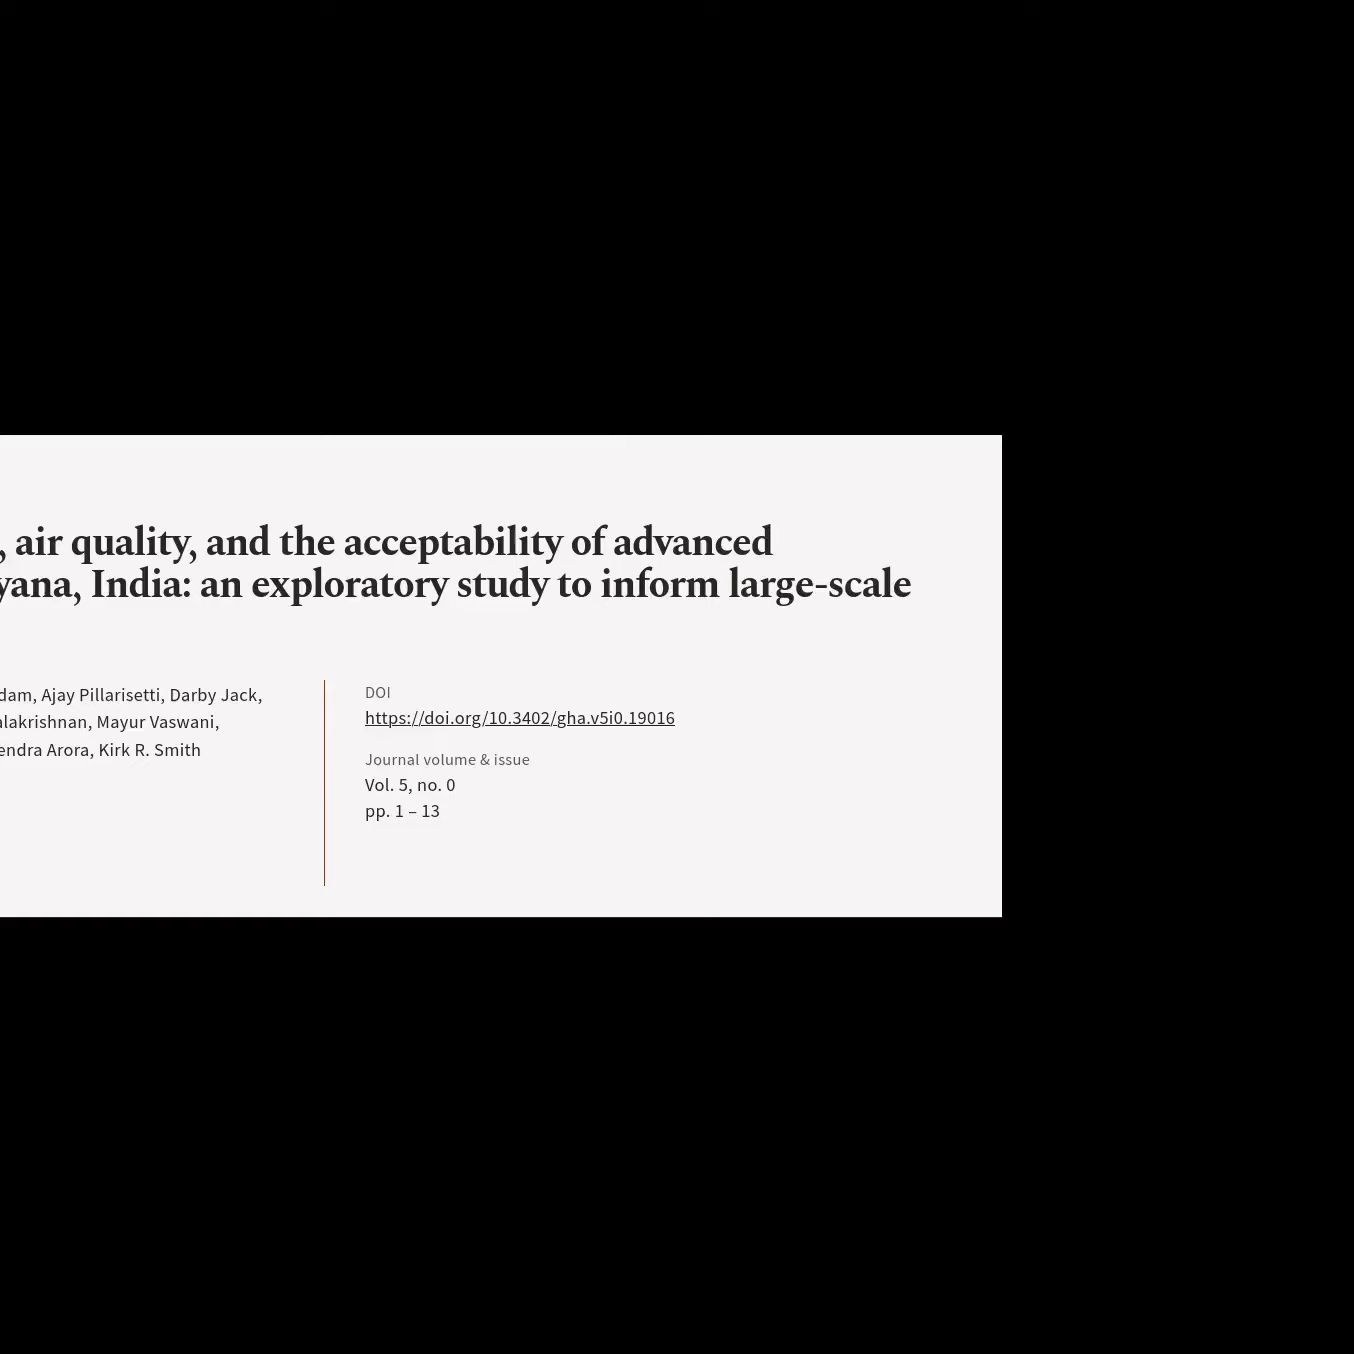 , air quality, and the acceptability of advanced
yana, India: an exploratory study to inform large-scale
dam, Ajay Pillarisetti, Darby Jack,
alakrishnan, Mayur Vaswani,
endra Arora, Kirk R. Smith
DOI
https://doi.org/10.3402/gha.v5i0.19016
Journal volume & issue
Vol. 5, no. 0
pp. 1 – 13